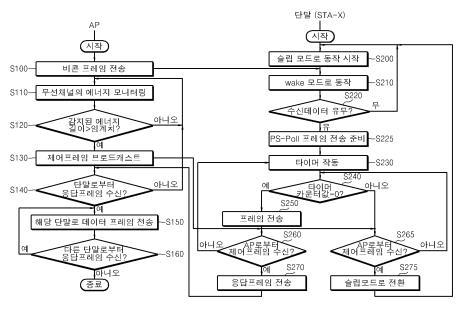 AP
시작
S100
비콘 프레임 전송
S110
무선채널의 에너지 모니터링
S120
감지된 에너지
길이>임계치?
아니오
예
S130
제어프레임 브로드캐스트
S140
단말로부터
응답프레임 수신?
아니오
예
해당 단말로 데이터 프레임 전송
S150
예
다른 단말로부터
응답프레임 수신?
S160
아니오
종료
단말 (STA-X)
시작
슬립 모드로 동작 시작
S200
wake 모드로 동작
S210
S220
수신데이터 유무?
무
유
PS-Poll 프레임 전송 준비
S225
타이머 작동
S230
S240
예
타이머
카운터값=0?
아니오
S250
프레임 전송
S260
AP로부터
제어프레임 수신?
아니오
예
S270
응답프레임 전송
S265
AP로부터
제어프레임 수신?
아니오
예
S275
슬립모드로 전환